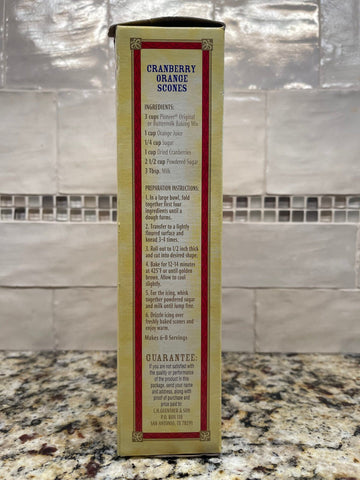 CRANBERRY
ORANGE
SCONES
INGREDIENTS:
3 cups Pioneer® Original
or Buttermilk Baking Mix
1 cup Orange Juice
1/4 cup Sugar
1 cup Dried Cranberries
2 1/2 cup Powdered Sugar
3 Tbsp. Milk
PREPARATION INSTRUCTIONS:
1. In a large bowl, fold
together first four
ingredients until a
dough forms.
2. Transfer to a lightly
floured surface and
knead 3-4 times.
3. Roll out to 1/2 inch thick
and cut into desired shape.
4. Bake for 12-14 minutes
at 425°F or until golden
brown. Allow to cool
slightly.
5. For the icing, whisk
together powdered sugar
and milk until lump free.
6. Drizzle icing over
freshly baked scones and
enjoy warm.
Makes 6-8 Servings
GUARANTEE:
If you are not satisfied with
the quality or performance
of the product in this
package, send your name
and address, along with
proof of purchase and
price paid to:
C.H.GUENTHER & SON
P.O. BOX 118
SAN ANTONIO, TX 78291